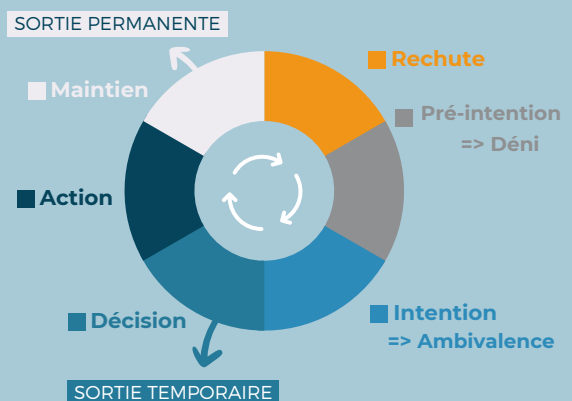 SORTIE PERMANENTE
Rechute
Maintien
Pré-intention
=> Déni
Action
Intention
=> Ambivalence
Décision
SORTIE TEMPORAIRE